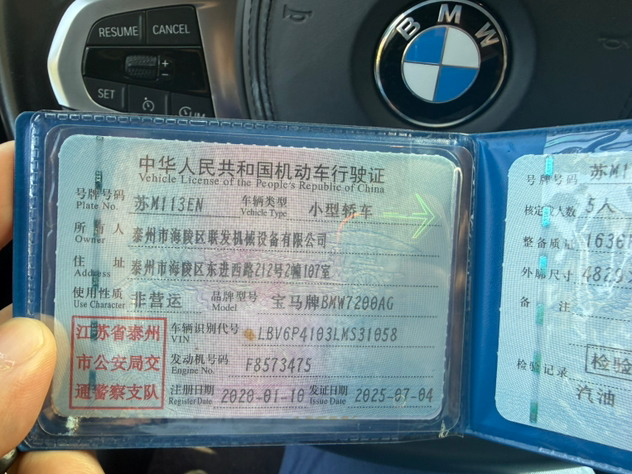 RESUME CANCEL
SET
BMW
中华人民共和国机动车行驶证
Vehicle License of the People's Republic of China
号牌号码 苏M113EN 车辆类型 小型轿车
Plate No. Vehicle Type
所有人 泰州市海陵区联发机械设备有限公司
Owner
住址 泰州市海陵区东进西路212号2幢107室
Address
使用性质 非营运 品牌型号 宝马牌BMW7200AG
Use Character Model
江苏省泰州
市公安局交
通警察支队
车辆识别代号 LBV6P4103LMS31058
VIN
发动机号码 F8573475
Engine No.
注册日期 2020-01-10 发证日期 2025-07-04
Register Date Issue Date
号牌号码 苏M11
核定载人数 5人
整备质量 1636
外廓尺寸 482
备注
检验记录
检验
汽油